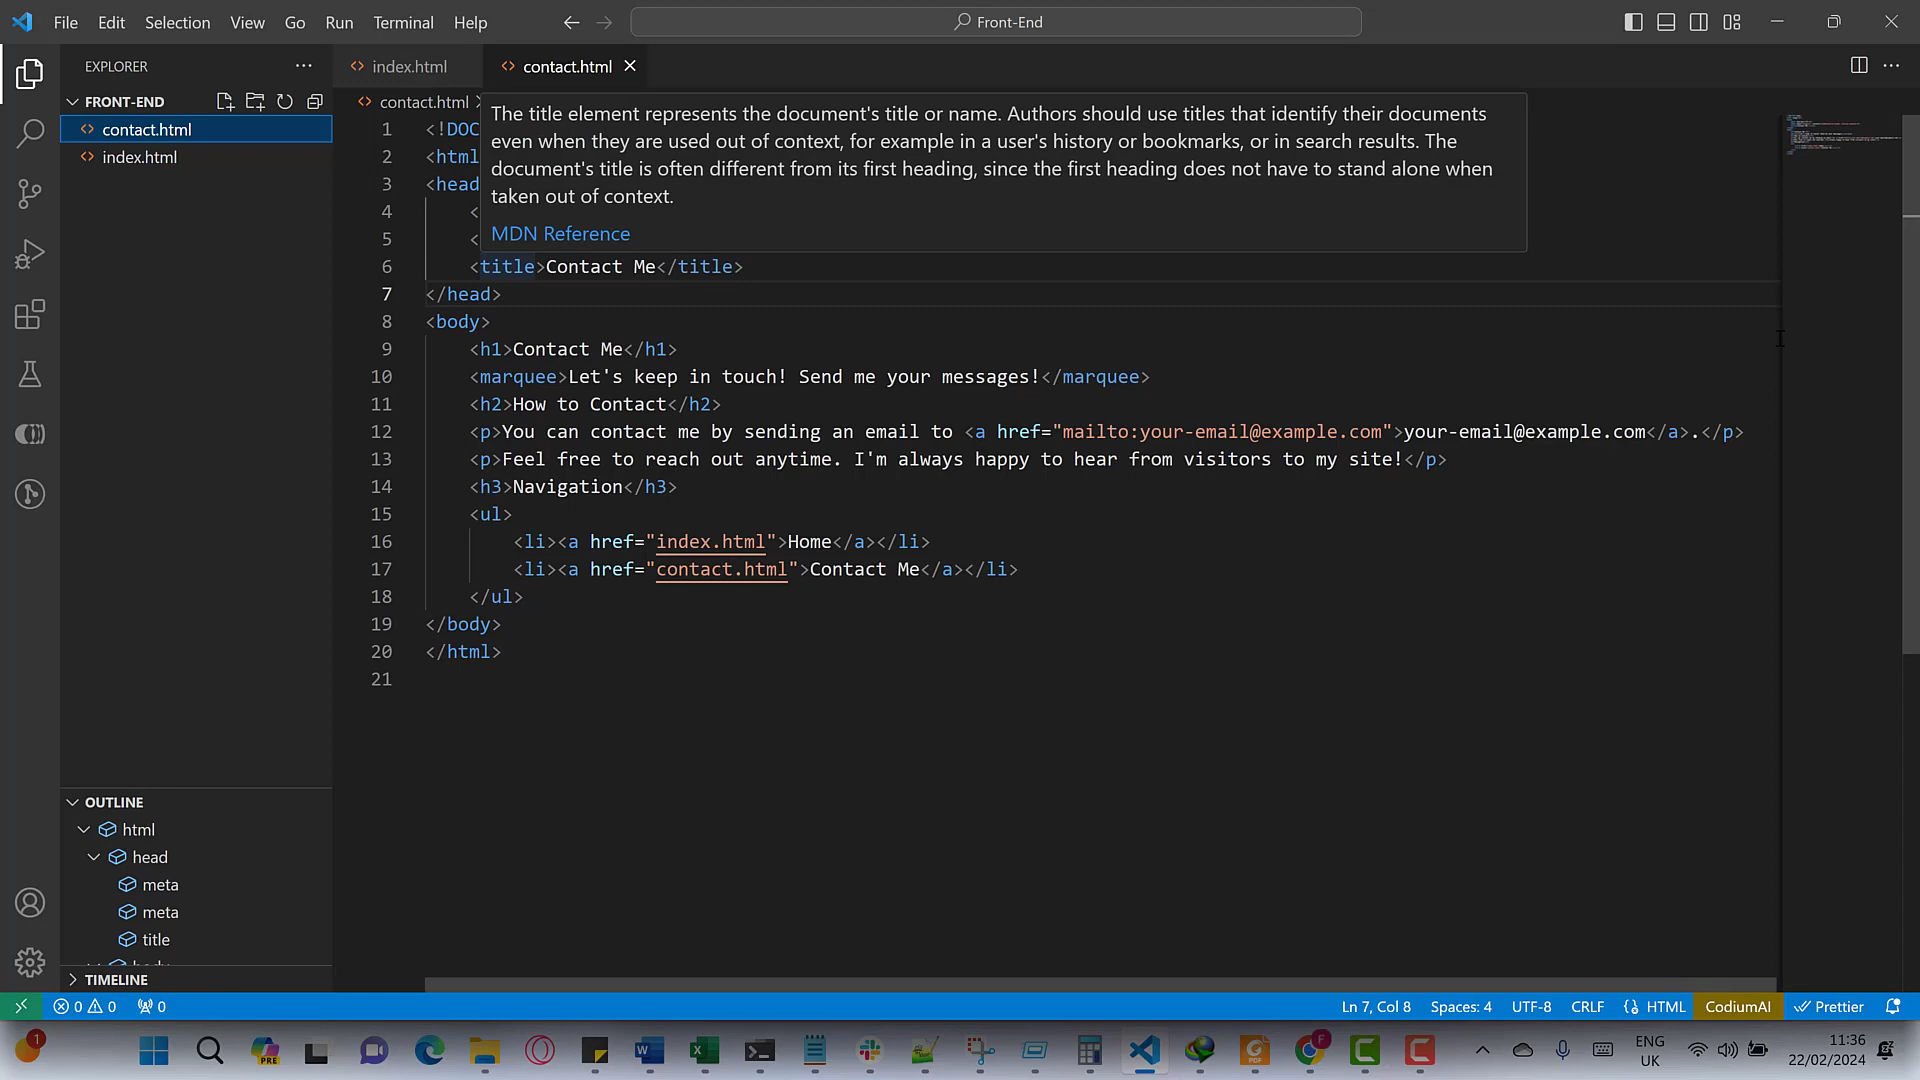 File Edit Selection View Go Run Terminal Help
Front-End
EXPLORER
index.html
contact.html
FRONT-END
contact.html
index.html
contact.html
The title element represents the document's title or name. Authors should use titles that identify their documents
even when they are used out of context, for example in a user's history or bookmarks, or in search results. The
document's title is often different from its first heading, since the first heading does not have to stand alone when
taken out of context.
MDN Reference
1 <!DOC
2 <html
3 <head
4 <
5 <
6 <title>Contact Me</title>
7 </head>
8 <body>
9 <h1>Contact Me</h1>
10 <marquee>Let's keep in touch! Send me your messages!</marquee>
11 <h2>How to Contact</h2>
12 <p>You can contact me by sending an email to <a href="mailto:your-email@example.com">your-email@example.com</a>.</p>
13 <p>Feel free to reach out anytime. I'm always happy to hear from visitors to my site!</p>
14 <h3>Navigation</h3>
15 <ul>
16 <li><a href="index.html">Home</a></li>
17 <li><a href="contact.html">Contact Me</a></li>
18 </ul>
19 </body>
20 </html>
21
OUTLINE
html
head
meta
meta
title
TIMELINE
0 0 0
Ln 7, Col 8 Spaces: 4 UTF-8 CRLF {} HTML CodiumAI Prettier
1
PRE
W
X
F
PDF
C
C
ENG
UK
11:36
22/02/2024